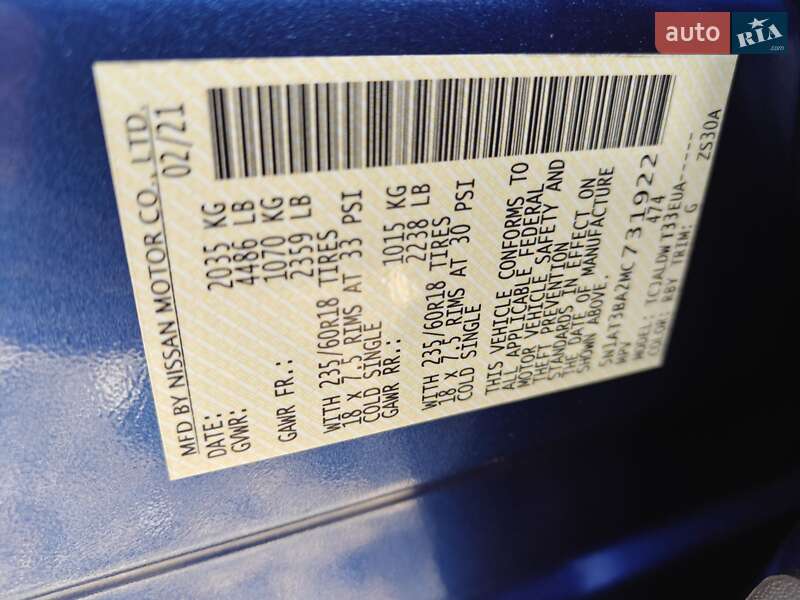 auto RIA.com
MFD BY NISSAN MOTOR CO., LTD.
DATE: 02/21
GVWR: 2035 KG
4486 LB
GAWR FR.: 1070 KG
2359 LB
WITH 235/60R18 TIRES
18 X 7.5 RIMS AT 33 PSI
COLD SINGLE
GAWR RR.: 1015 KG
2238 LB
WITH 235/60R18 TIRES
18 X 7.5 RIMS AT 30 PSI
COLD SINGLE
THIS VEHICLE CONFORMS TO
ALL APPLICABLE FEDERAL
MOTOR VEHICLE SAFETY AND
THEFT PREVENTION
STANDARDS IN EFFECT ON
THE DATE OF MANUFACTURE
SHOWN ABOVE.
5N1AT3BA2MC731922
MPV 474
MODEL: TCJALDWT33EUA------
COLOR: RBY TRIM: G ZS30A